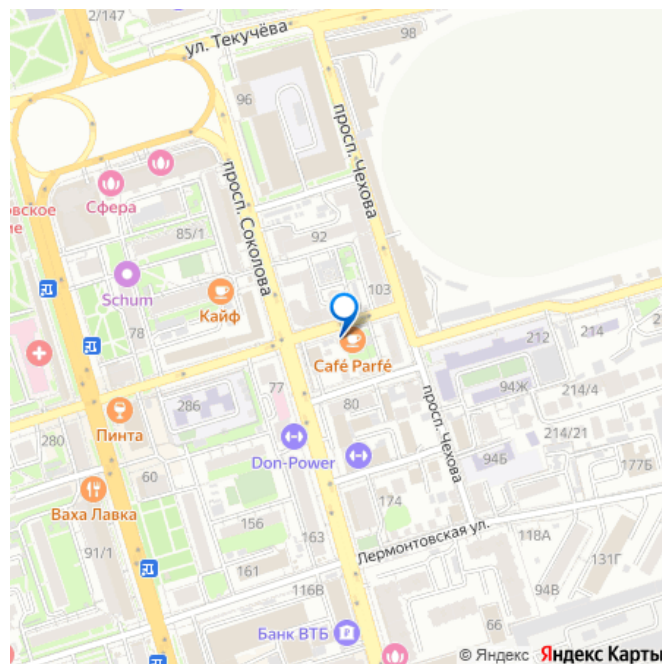 2/147
ул. Текучёва
98
96
просп. Чехова
просп. Соколова
Сфера
овское
ие
85/1
92
103
Schum
Кайф
78
212
214
Café Parfé
просп. Чехова
94Ж
214/4
77
286
80
Пинта
280
214/21
Don-Power
94Б
177Б
60
Ваха Лавка
174
156
163
Лермонтовская ул.
118А
91/1
131Г
161
116В
94В
66
Банк ВТБ
© Яндекс Яндекс Карты